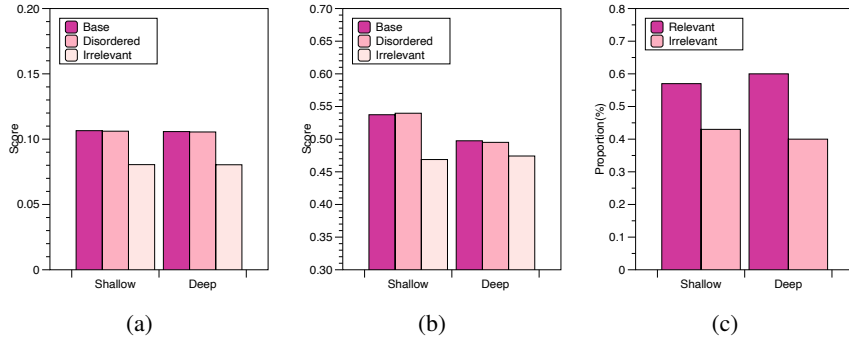 0.20
0.15
0.10
0.05
0
Score
Base
Disordered
Irrelevant
Shallow Deep
(a)
0.70
0.65
0.60
0.55
0.50
0.45
0.40
0.35
0.30
Score
Base
Disordered
Irrelevant
Shallow Deep
(b)
0.8
0.7
0.6
0.5
0.4
0.3
0.2
0.1
0
Proportion(%)
Relevant
Irrelevant
Shallow Deep
(c)